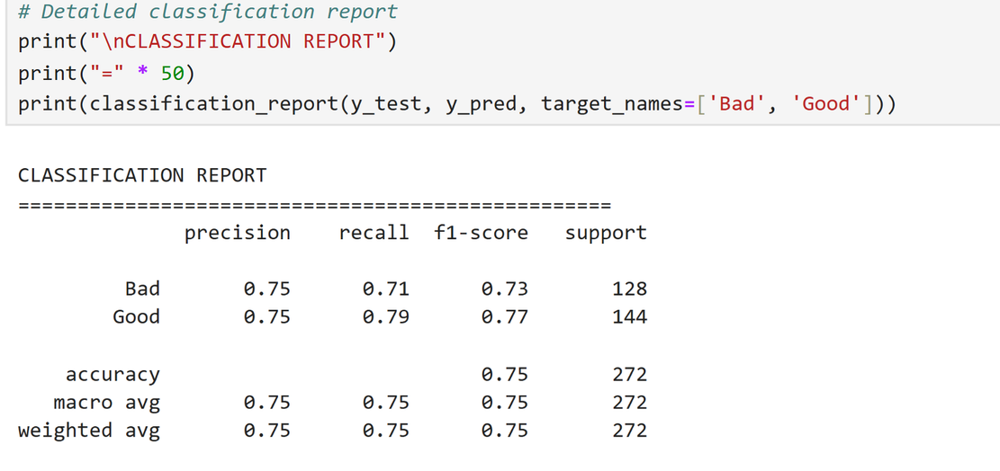 # Detailed classification report
print("\nCLASSIFICATION REPORT")
print("=" * 50)
print(classification_report(y_test, y_pred, target_names=['Bad', 'Good']))
CLASSIFICATION REPORT
==================================================
precision recall f1-score support
Bad 0.75 0.71 0.73 128
Good 0.75 0.79 0.77 144
accuracy 0.75 272
macro avg 0.75 0.75 0.75 272
weighted avg 0.75 0.75 0.75 272